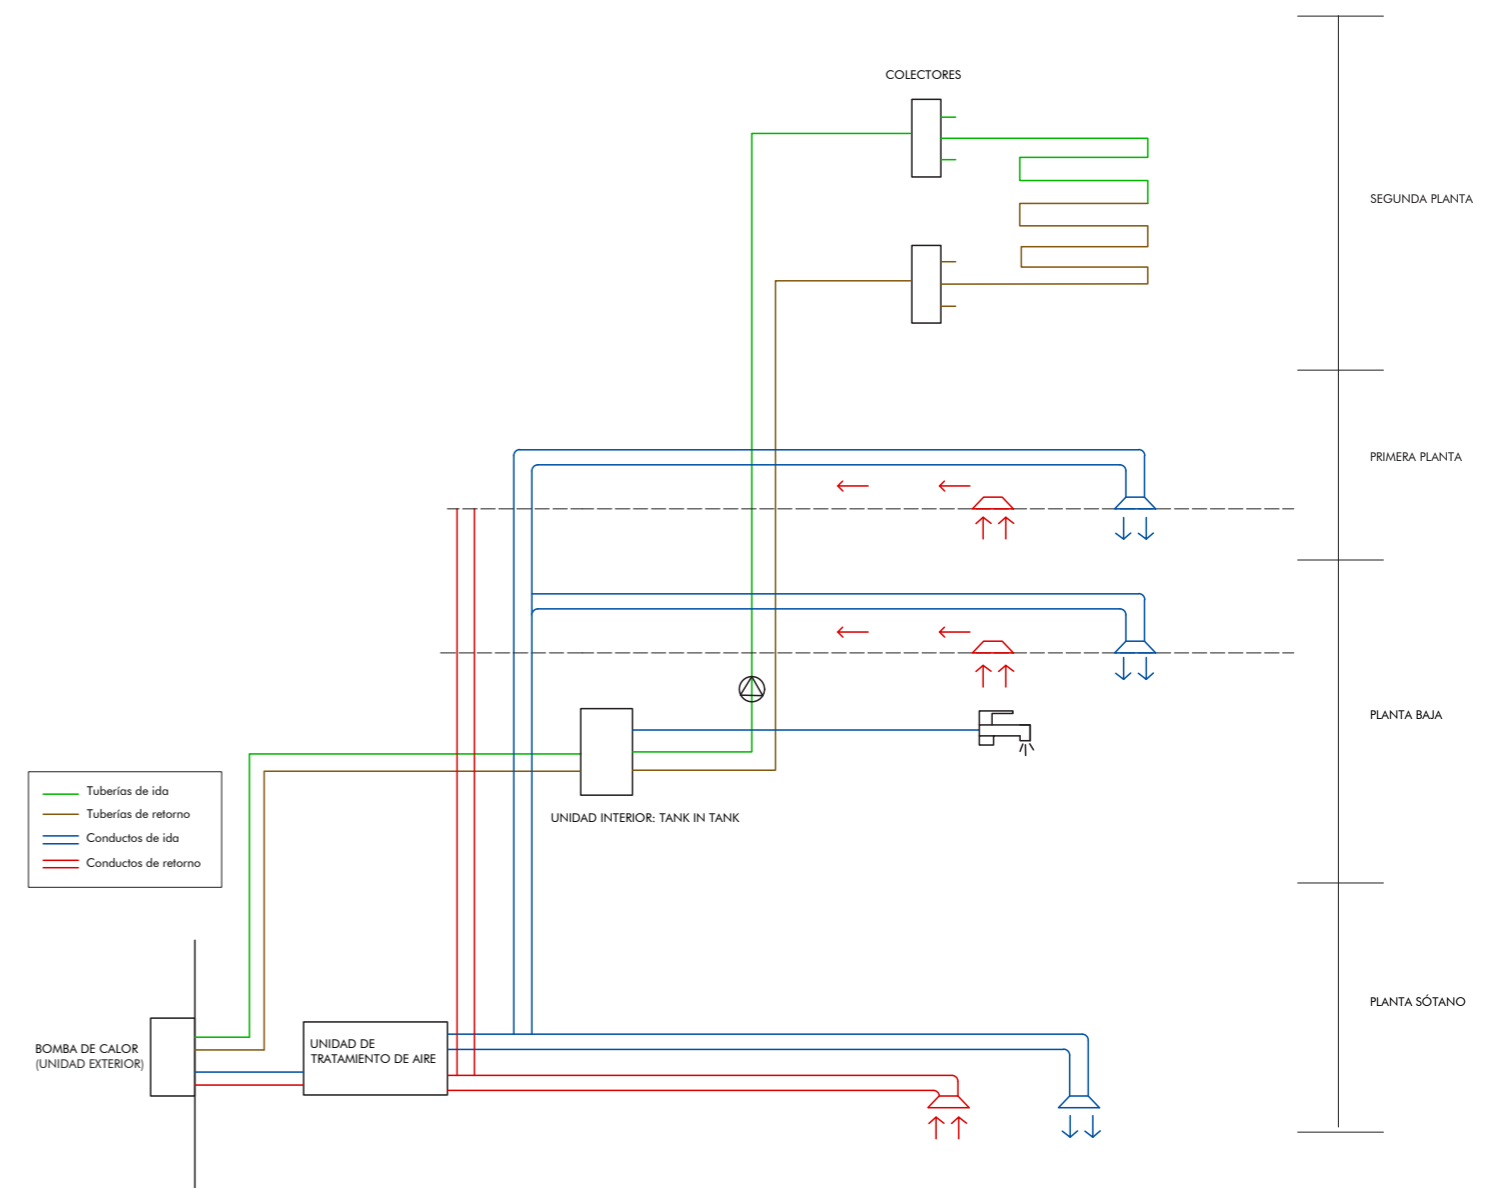 COLECTORES
SEGUNDA PLANTA
PRIMERA PLANTA
PLANTA BAJA
Tuberías de ida
Tuberías de retorno
Conductos de ida
Conductos de retorno
UNIDAD INTERIOR: TANK IN TANK
PLANTA SÓTANO
BOMBA DE CALOR
(UNIDAD EXTERIOR)
UNIDAD DE
TRATAMIENTO DE AIRE